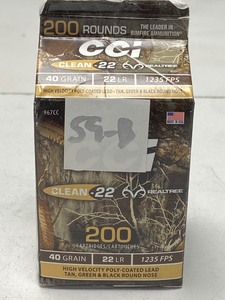 200 ROUNDS
THE LEADER IN
RIMFIRE AMMUNITION
CCI
CLEAN-22 REALTREE
40 GRAIN 22 LR 1235 FPS
HIGH VELOCITY POLY-COATED LEAD - TAN, GREEN & BLACK ROUND NOSE
967CC
59-B
CLEAN-22 REALTREE
200
CARTRIDGES/CARTOUCHES
40 GRAIN 22 LR 1235 FPS
HIGH VELOCITY POLY-COATED LEAD
TAN, GREEN & BLACK ROUND NOSE